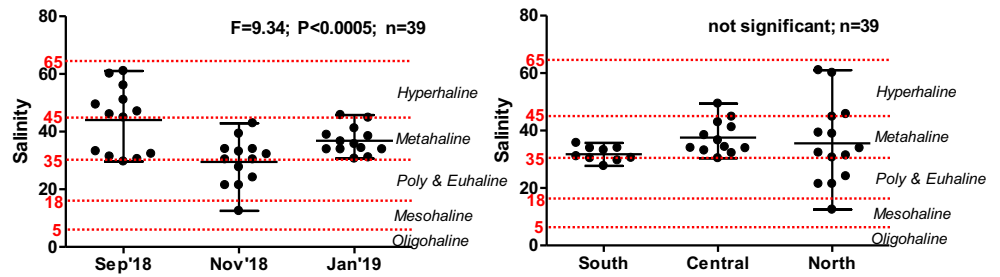 F=9.34; P<0.0005; n=39
Salinity
80
60
40
20
0
65
45
35
18
5
Hyperhaline
Metahaline
Poly & Euhaline
Mesohaline
Oligohaline
Sep'18 Nov'18 Jan'19
not significant; n=39
Salinity
80
60
40
20
0
65
45
35
18
5
Hyperhaline
Metahaline
Poly & Euhaline
Mesohaline
Oligohaline
South Central North